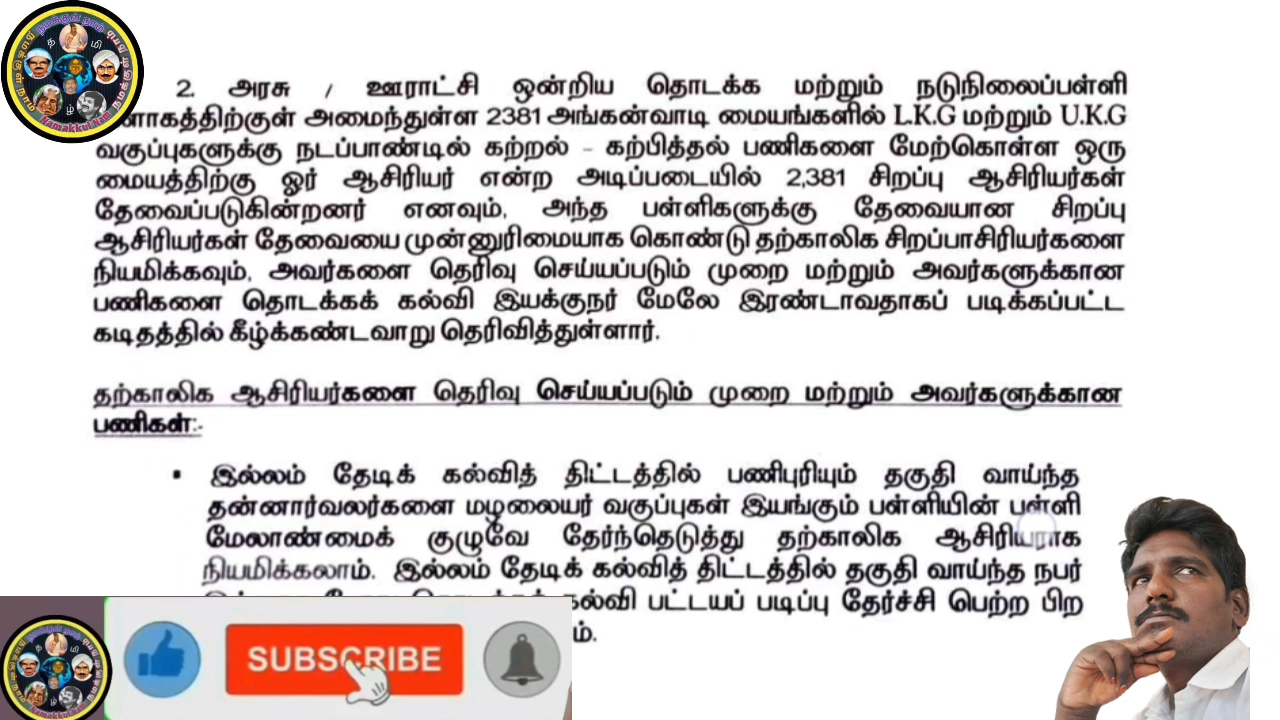 2. அரசு / ஊராட்சி ஒன்றிய தொடக்க மற்றும் நடுநிலைப்பள்ளி
அமைந்துள்ள 2381 அங்கன்வாடி மையங்களில் L.K.G மற்றும் U.K.G
வகுப்புகளுக்கு நடப்பாண்டில் கற்றல் - கற்பித்தல் பணிகளை மேற்கொள்ள ஒரு
மையத்திற்கு ஓர் ஆசிரியர் என்ற அடிப்படையில் 2,381 சிறப்பு ஆசிரியர்கள்
தேவைப்படுகின்றனர் எனவும், அந்த பள்ளிகளுக்கு தேவையான சிறப்பு
ஆசிரியர்கள் தேவையை முன்னுரிமையாக கொண்டு தற்காலிக சிறப்பாசிரியர்களை
நியமிக்கவும், அவர்களை தெரிவு செய்யப்படும் முறை மற்றும் அவர்களுக்கான
பணிகளை தொடக்கக் கல்வி இயக்குநர் மேலே இரண்டாவதாகப் படிக்கப்பட்ட
கடிதத்தில் கீழ்க்கண்டவாறு தெரிவித்துள்ளார்.
தற்காலிக ஆசிரியர்களை தெரிவு செய்யப்படும் முறை மற்றும் அவர்களுக்கான
பணிகள்:-
▪ இல்லம் தேடிக் கல்வித் திட்டத்தில் பணிபுரியும் தகுதி வாய்ந்த
தன்னார்வலர்களை மழலையர் வகுப்புகள் இயங்கும் பள்ளியின் பள்ளி
மேலாண்மைக் குழுவே தேர்ந்தெடுத்து தற்காலிக ஆசிரியராக
நியமிக்கலாம். இல்லம் தேடிக் கல்வித் திட்டத்தில் தகுதி வாய்ந்த நபர்
கல்வி பட்டயப் படிப்பு தேர்ச்சி பெற்ற பிற
SUBSCRIBE